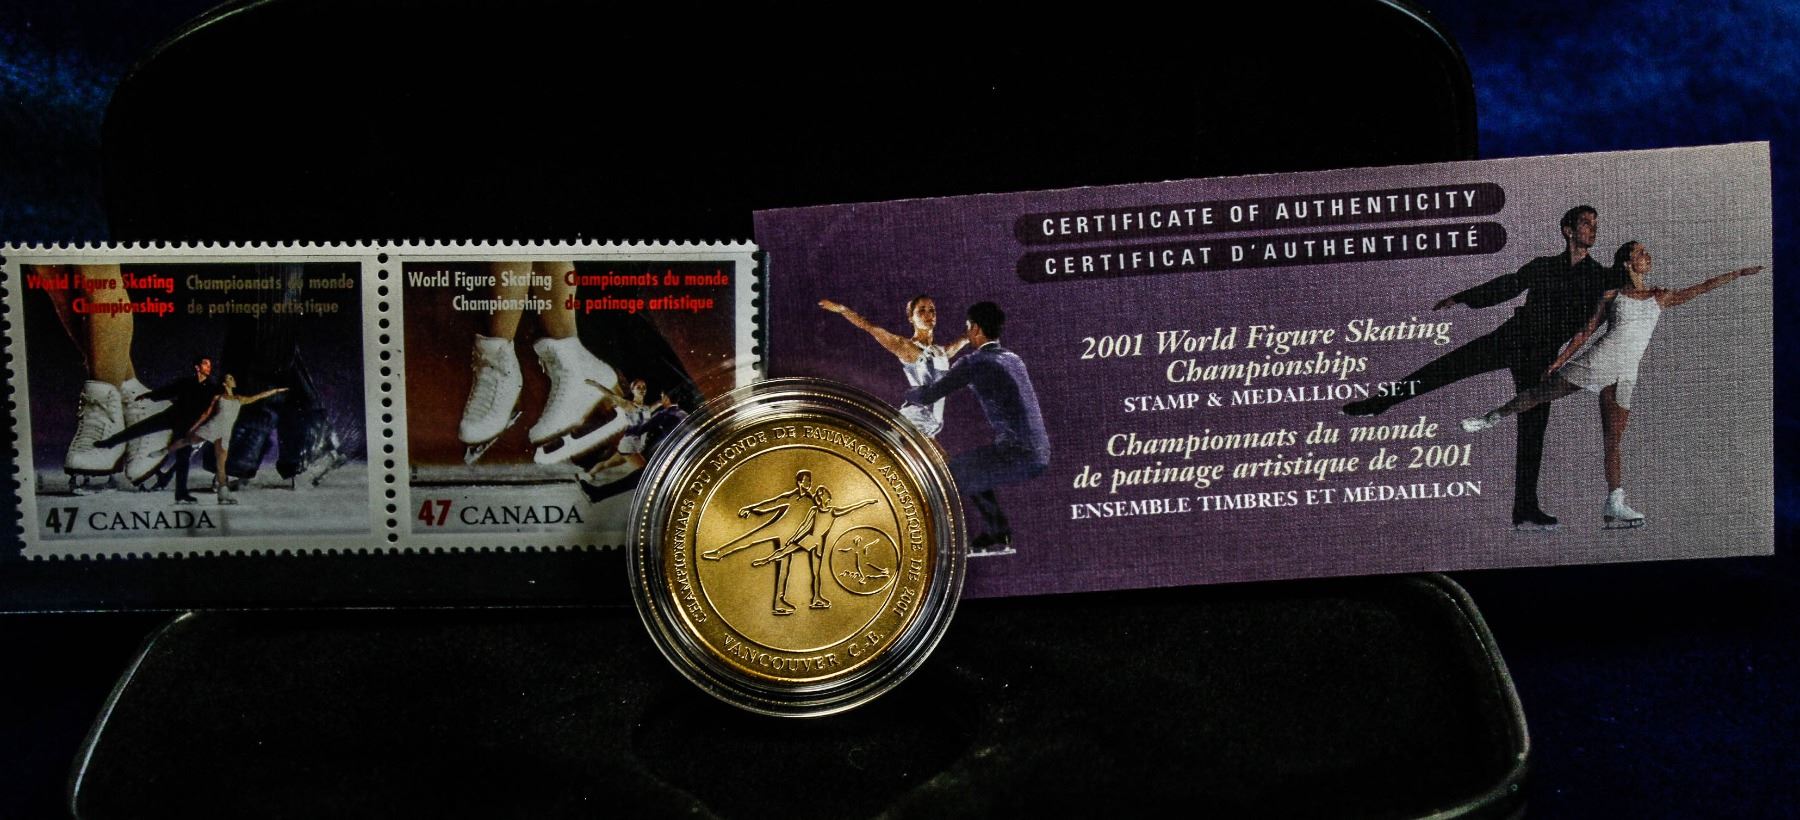 World Figure Skating Championnats du monde
Championships de patinage artistique
47 CANADA
World Figure Skating Championnats du monde
Championships de patinage artistique
47 CANADA
CHAMPIONNATS DU MONDE DE PATINAGE ARTISTIQUE DE 2001
VANCOUVER C.-B.
CERTIFICATE OF AUTHENTICITY
CERTIFICAT D'AUTHENTICITÉ
2001 World Figure Skating
Championships
STAMP & MEDALLION SET
Championnats du monde
de patinage artistique de 2001
ENSEMBLE TIMBRES ET MÉDAILLON